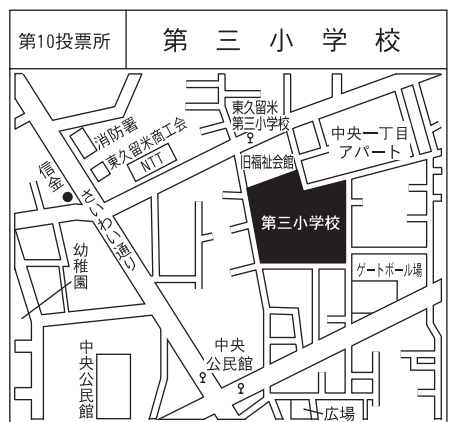 第10投票所
第三小学校
消防署
東久留米商工会
NTT
東久留米
第三小学校
旧福祉会館
中央一丁目
アパート
信金
さいわい通り
第三小学校
幼稚園
ゲートボール場
中央
公民館
中央公民館
広場